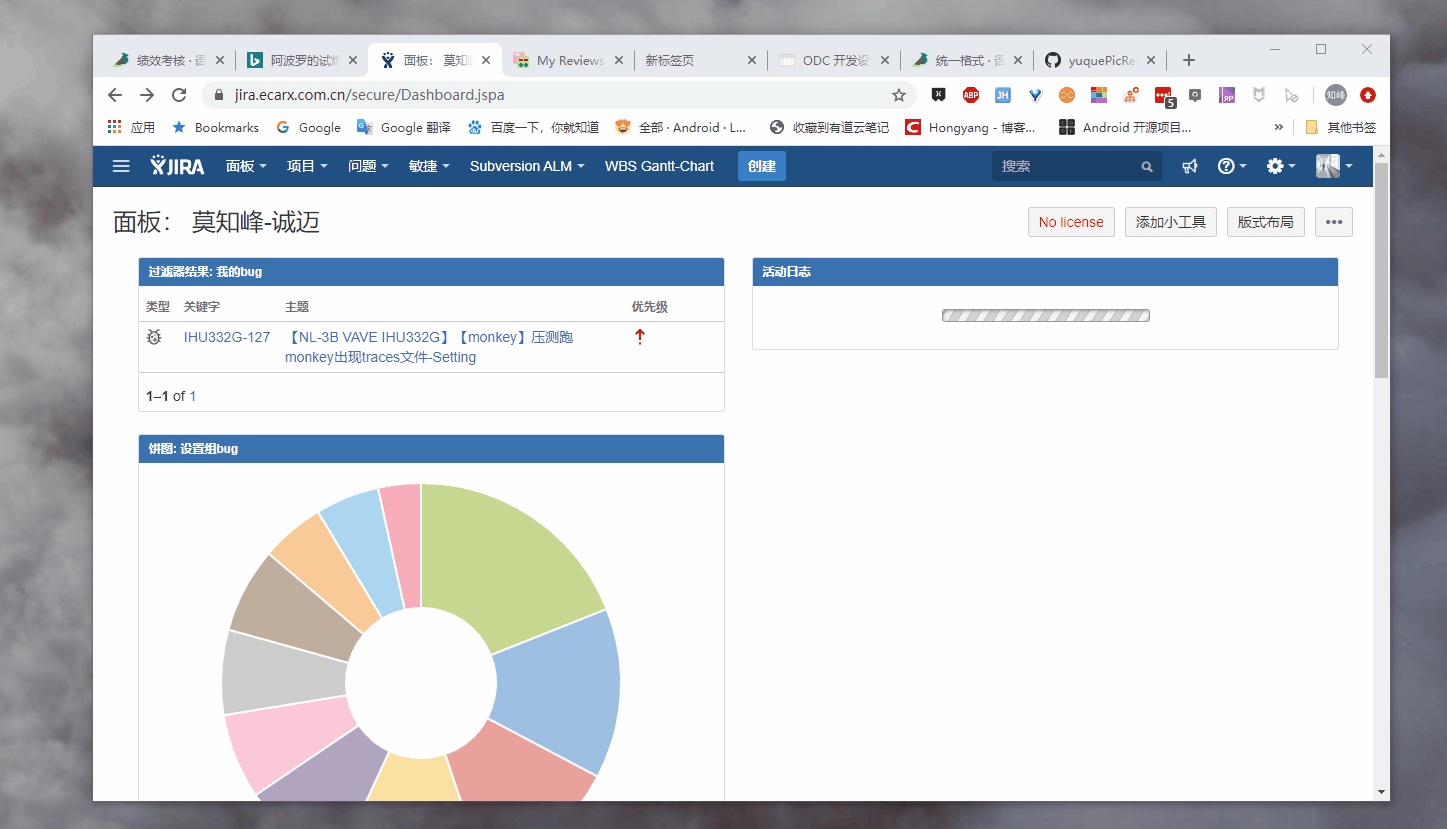 绩效考核 · 语
阿波罗的试炼
面板： 莫知
My Reviews
新标签页
ODC 开发设
统一格式 · 语
yuquePicRe
jira.ecarx.com.cn/secure/Dashboard.jspa
ABP
JH
5
RP
知峰
应用
Bookmarks
Google
Google 翻译
百度一下，你就知道
全部 · Android · L...
收藏到有道云笔记
Hongyang - 博客...
Android 开源项目...
»
其他书签
JIRA
面板
项目
问题
敏捷
Subversion ALM
WBS Gantt-Chart
创建
搜索
面板： 莫知峰-诚迈
No license
添加小工具
版式布局
•••
过滤器结果: 我的bug
活动日志
类型 关键字 主题 优先级
IHU332G-127 【NL-3B VAVE IHU332G】【monkey】压测跑
monkey出现traces文件-Setting
1–1 of 1
饼图: 设置组bug